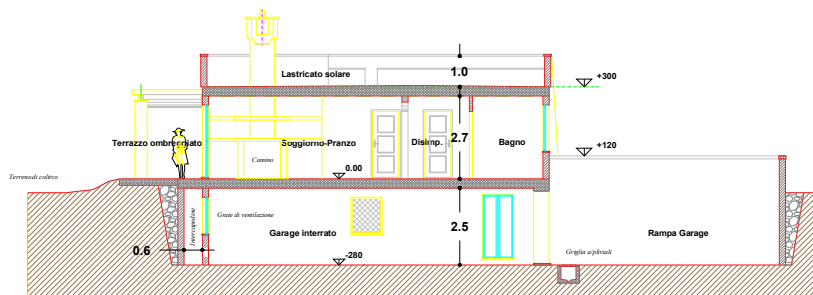 Lastricato solare
1.0
+300
Terrazzo ombreggiato
Soggiorno-Pranzo
2.7
Disimp.
Bagno
+120
Camino
Terreno di coltivo
0.00
Intercapedine
Grate di ventilazione
Garage interrato
2.5
Rampa Garage
0.6
-280
Griglia a/pliviali